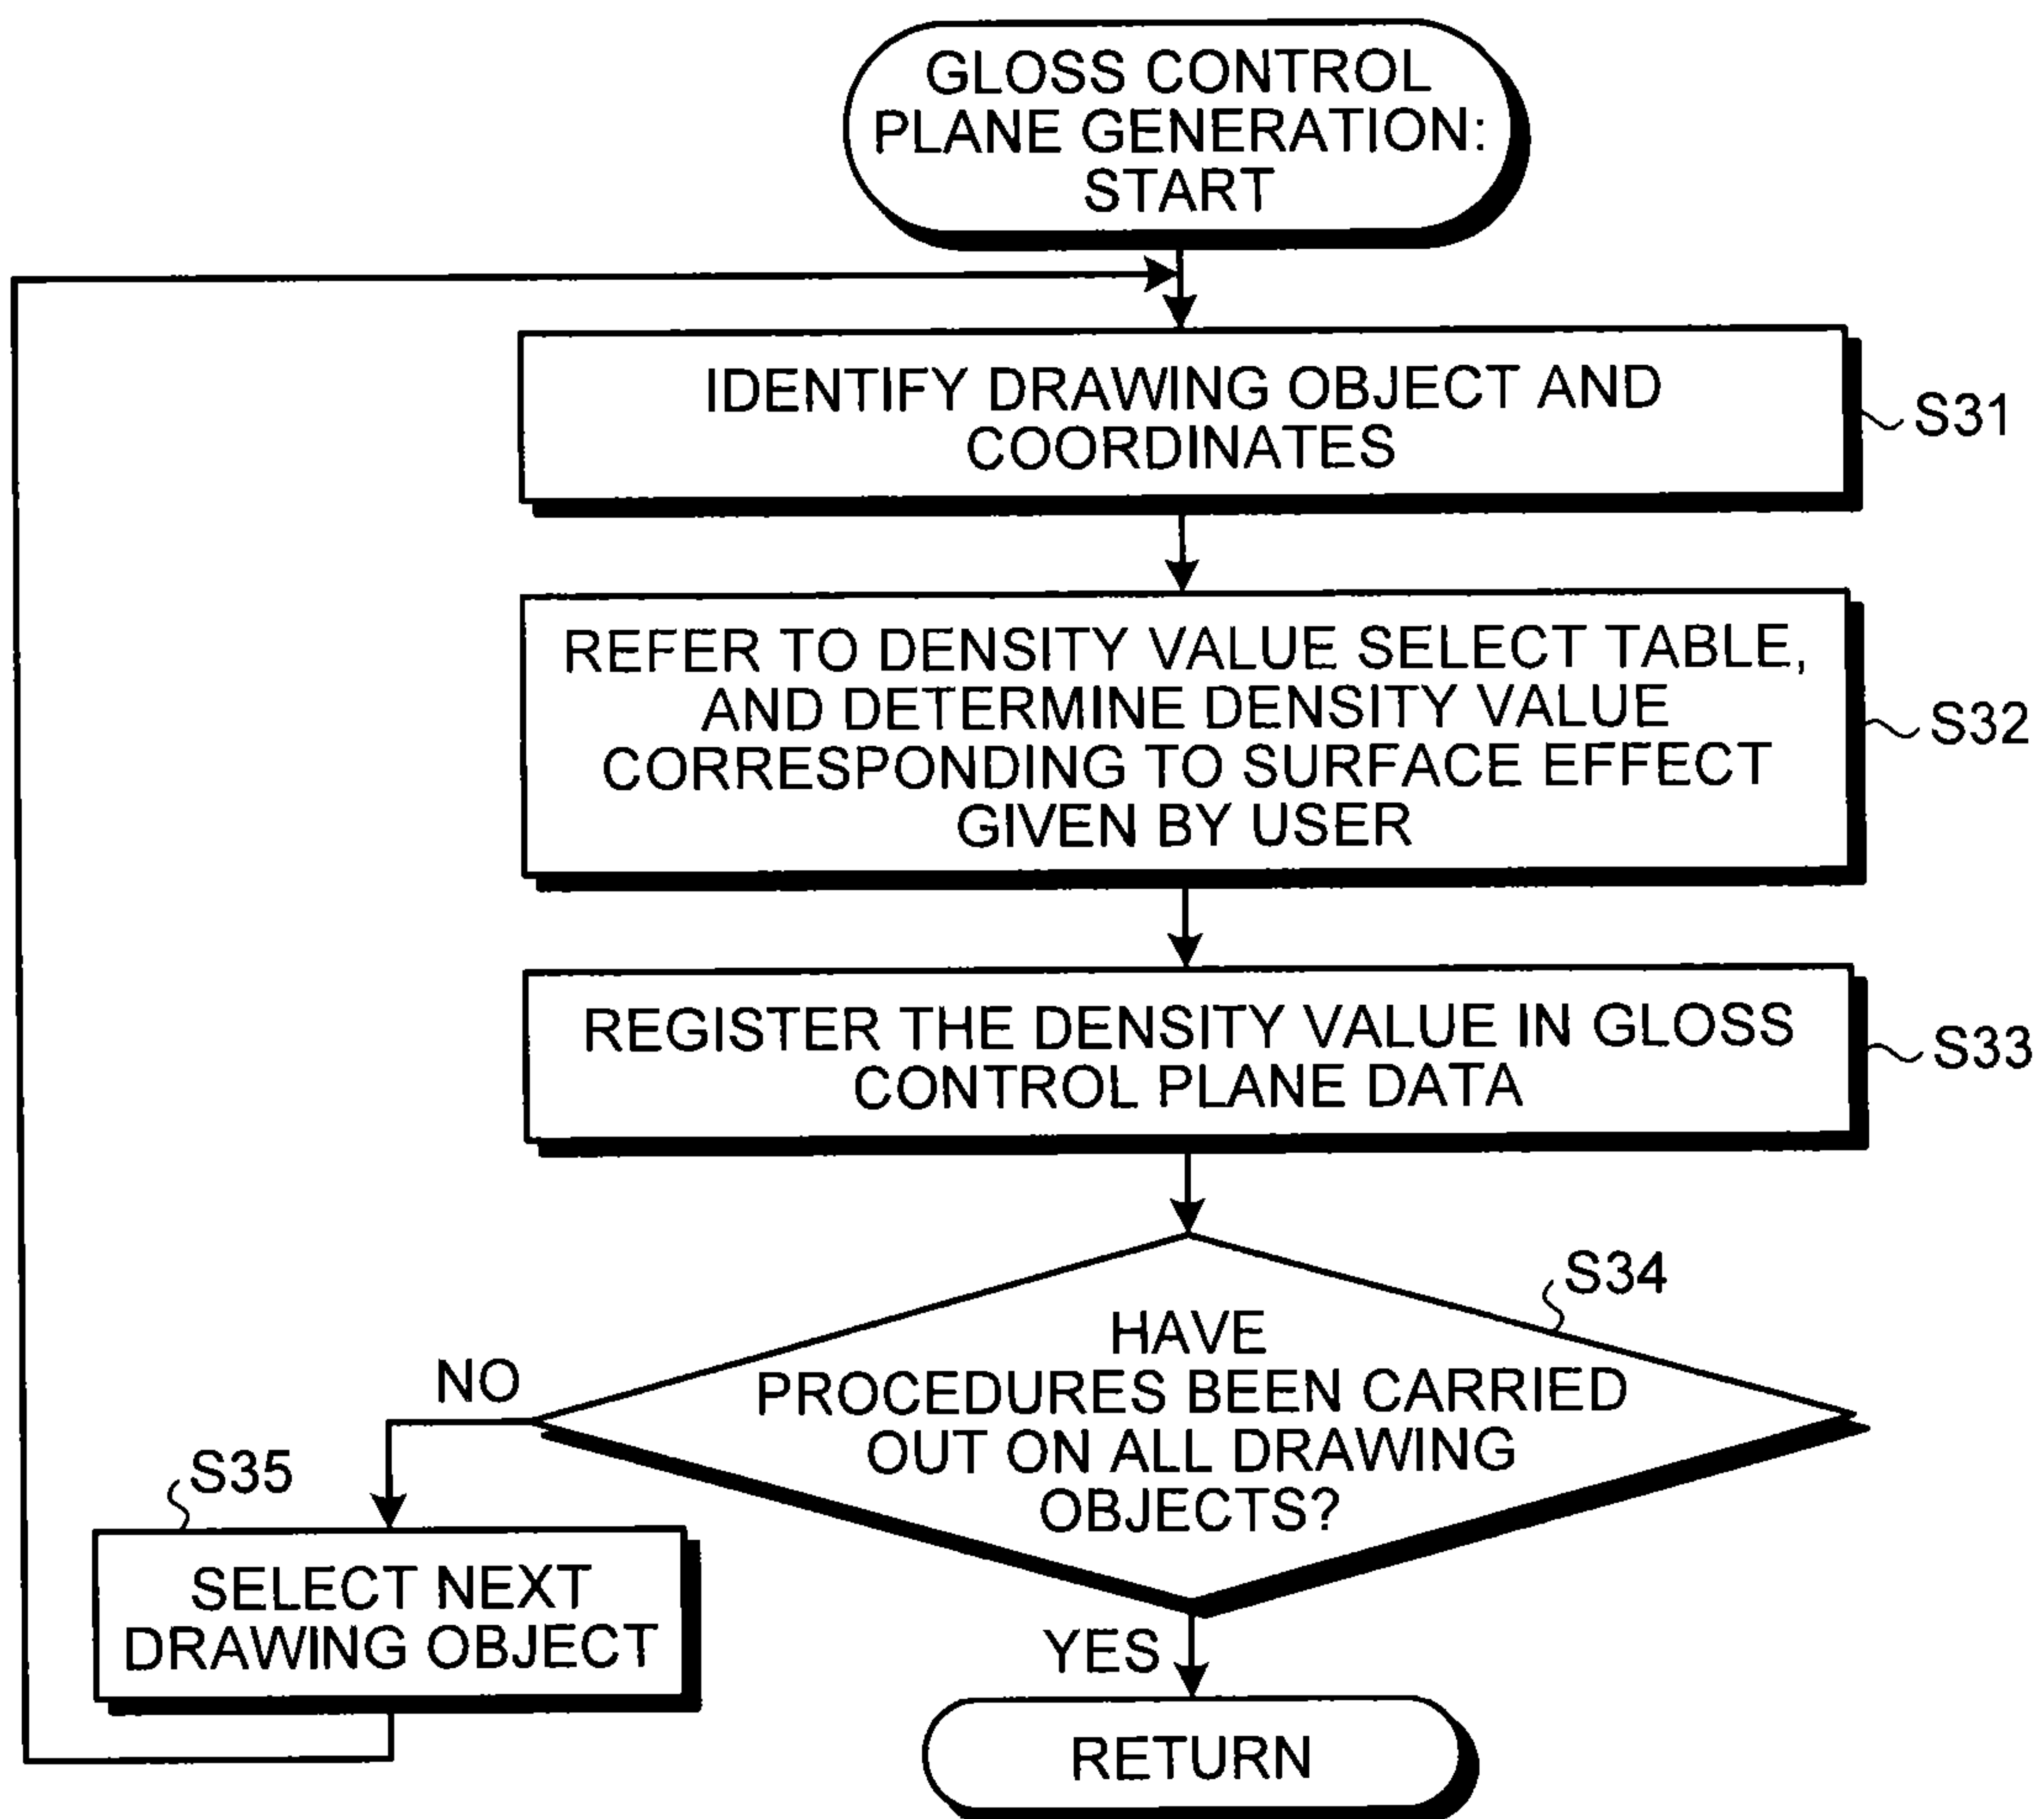 GLOSS CONTROL
PLANE GENERATION:
START
IDENTIFY DRAWING OBJECT AND
COORDINATES
S31
REFER TO DENSITY VALUE SELECT TABLE,
AND DETERMINE DENSITY VALUE
CORRESPONDING TO SURFACE EFFECT
GIVEN BY USER
S32
REGISTER THE DENSITY VALUE IN GLOSS
CONTROL PLANE DATA
S33
S34
HAVE
PROCEDURES BEEN CARRIED
OUT ON ALL DRAWING
OBJECTS?
NO
S35
SELECT NEXT
DRAWING OBJECT
YES
RETURN